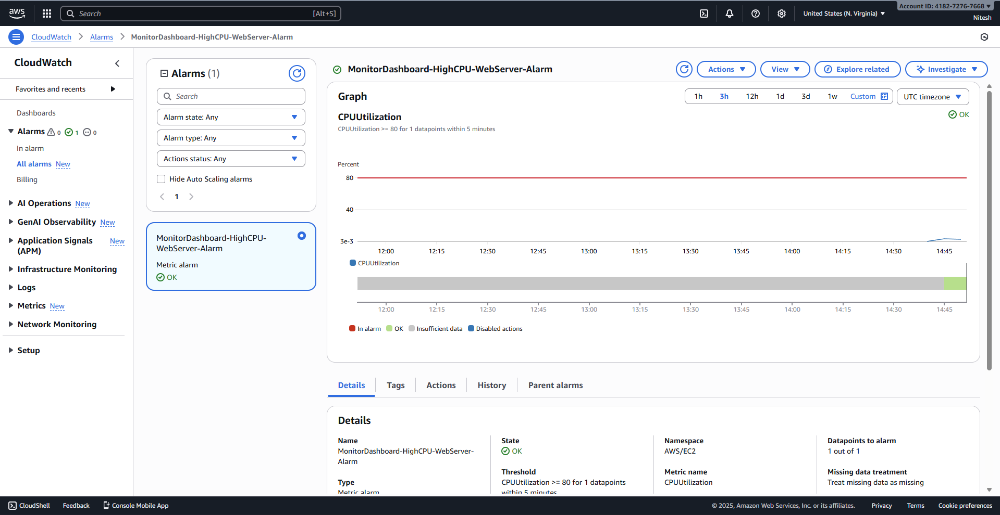 aws
Search [Alt+S]
United States (N. Virginia)
Account ID: 4182-7276-7668
Nitesh
CloudWatch
Alarms
MonitorDashboard-HighCPU-WebServer-Alarm
CloudWatch
Favorites and recents
Dashboards
Alarms 0 1 0
In alarm
All alarms New
Billing
AI Operations New
GenAI Observability New
Application Signals New
(APM)
Infrastructure Monitoring
Logs
Metrics New
Network Monitoring
Setup
Alarms (1)
Search
Alarm state: Any
Alarm type: Any
Actions status: Any
Hide Auto Scaling alarms
1
MonitorDashboard-HighCPU-
WebServer-Alarm
Metric alarm
OK
MonitorDashboard-HighCPU-WebServer-Alarm
Actions
View
Explore related
Investigate
Graph
1h 3h 12h 1d 3d 1w Custom
UTC timezone
CPUUtilization
OK
CPUUtilization >= 80 for 1 datapoints within 5 minutes
Percent
80
40
3e-3
12:00 12:15 12:30 12:45 13:00 13:15 13:30 13:45 14:00 14:15 14:30 14:45
CPUUtilization
12:00 12:15 12:30 12:45 13:00 13:15 13:30 13:45 14:00 14:15 14:30 14:45
In alarm OK Insufficient data Disabled actions
Details Tags Actions History Parent alarms
Details
Name
MonitorDashboard-HighCPU-WebServer-
Alarm
Type
Metric alarm
State
OK
Threshold
CPUUtilization >= 80 for 1 datapoints
within 5 minutes
Namespace
AWS/EC2
Metric name
CPUUtilization
Datapoints to alarm
1 out of 1
Missing data treatment
Treat missing data as missing
CloudShell Feedback Console Mobile App
© 2025, Amazon Web Services, Inc. or its affiliates. Privacy Terms Cookie preferences